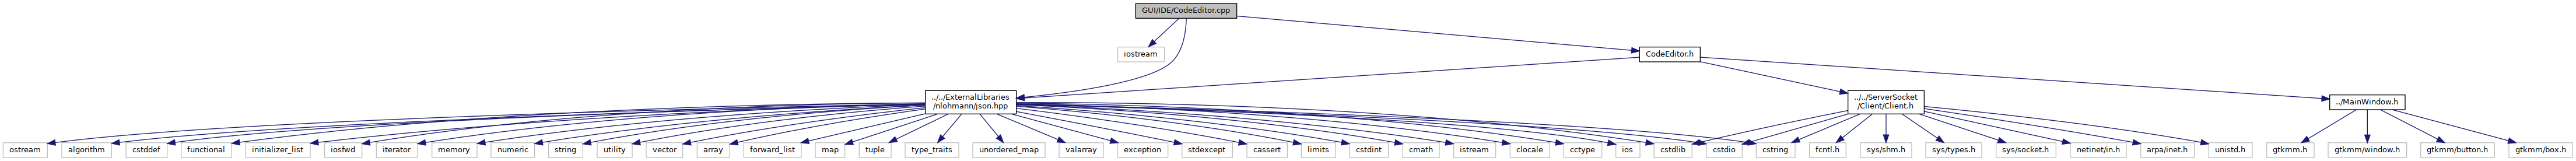 GUI/IDE/CodeEditor.cpp
iostream
CodeEditor.h
../../ExternalLibraries
/nlohmann/json.hpp
../../ServerSocket
/Client/Client.h
../MainWindow.h
ostream
algorithm
cstddef
functional
initializer_list
iosfwd
iterator
memory
numeric
string
utility
vector
array
forward_list
map
tuple
type_traits
unordered_map
valarray
exception
stdexcept
cassert
limits
cstdint
cmath
istream
clocale
cctype
ios
cstdlib
cstdio
cstring
fcntl.h
sys/shm.h
sys/types.h
sys/socket.h
netinet/in.h
arpa/inet.h
unistd.h
gtkmm.h
gtkmm/window.h
gtkmm/button.h
gtkmm/box.h